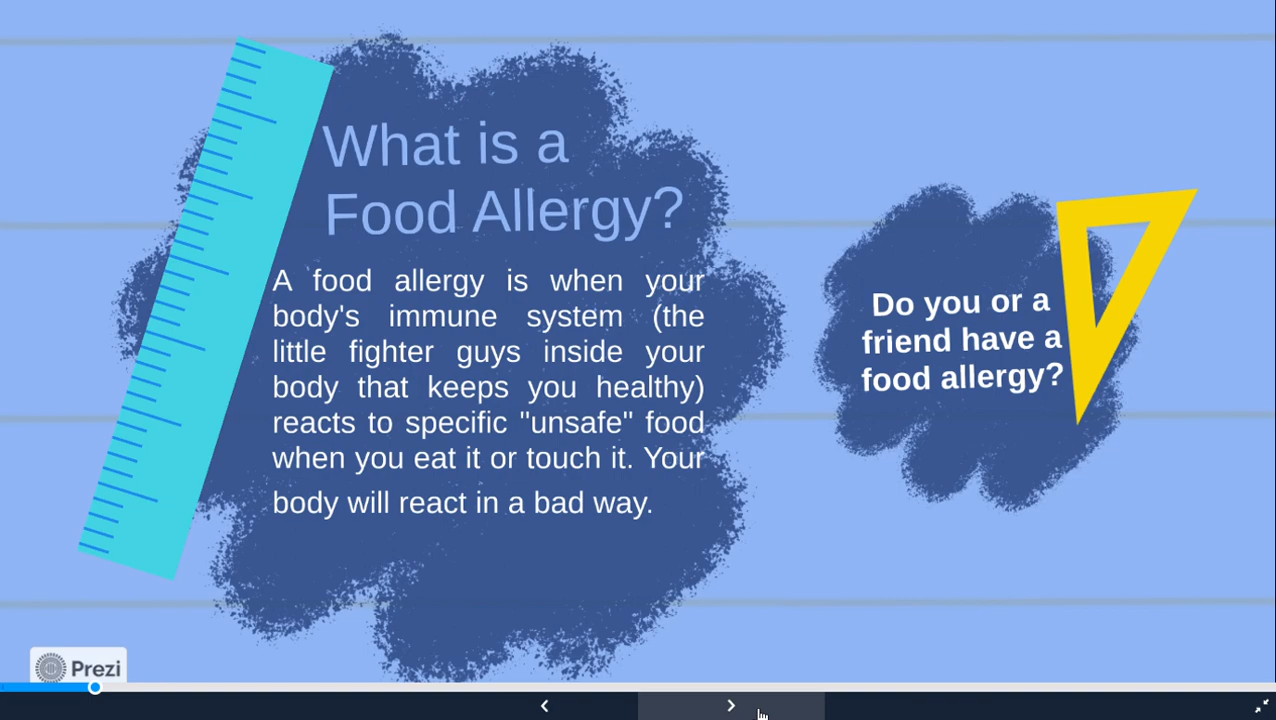 What is a
Food Allergy?
A food allergy is when your
body's immune system (the
little fighter guys inside your
body that keeps you healthy)
reacts to specific "unsafe" food
when you eat it or touch it. Your
body will react in a bad way.
Do you or a
friend have a
food allergy?
Prezi